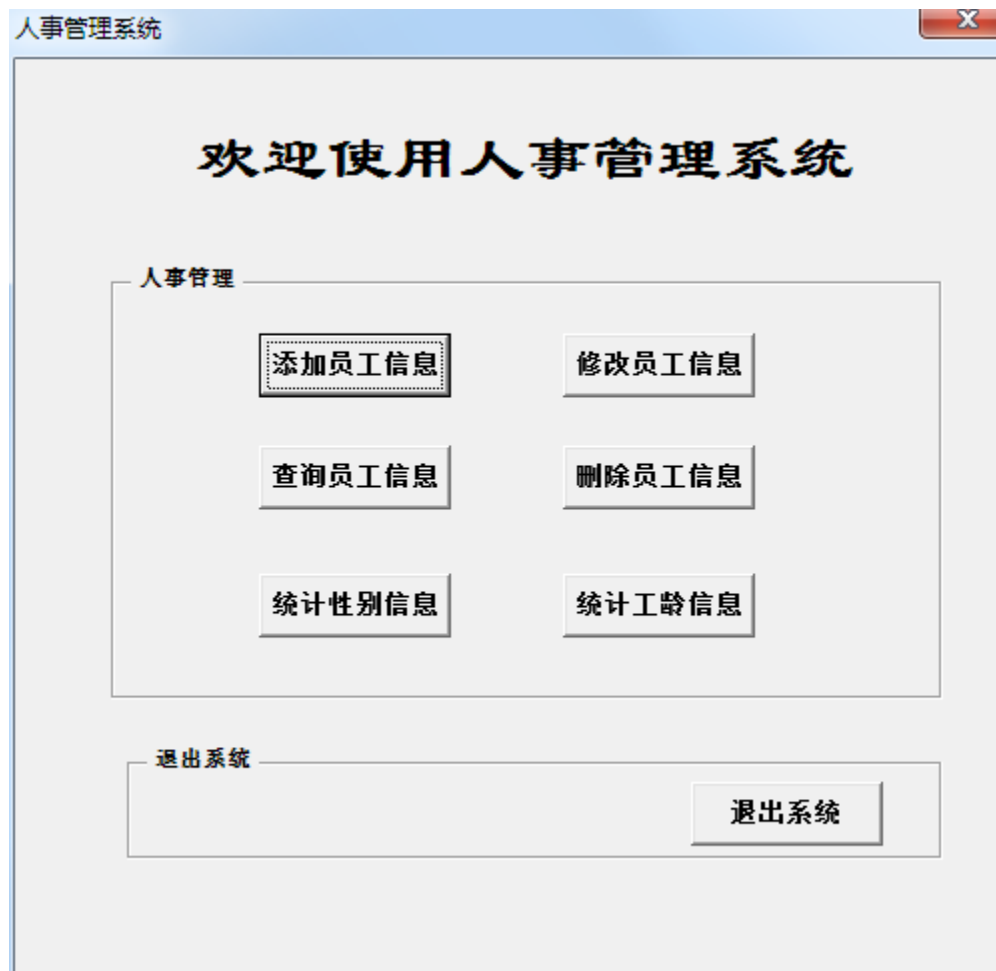 人事管理系统
欢迎使用人事管理系统
人事管理
添加员工信息 修改员工信息
查询员工信息 删除员工信息
统计性别信息 统计工龄信息
退出系统
退出系统